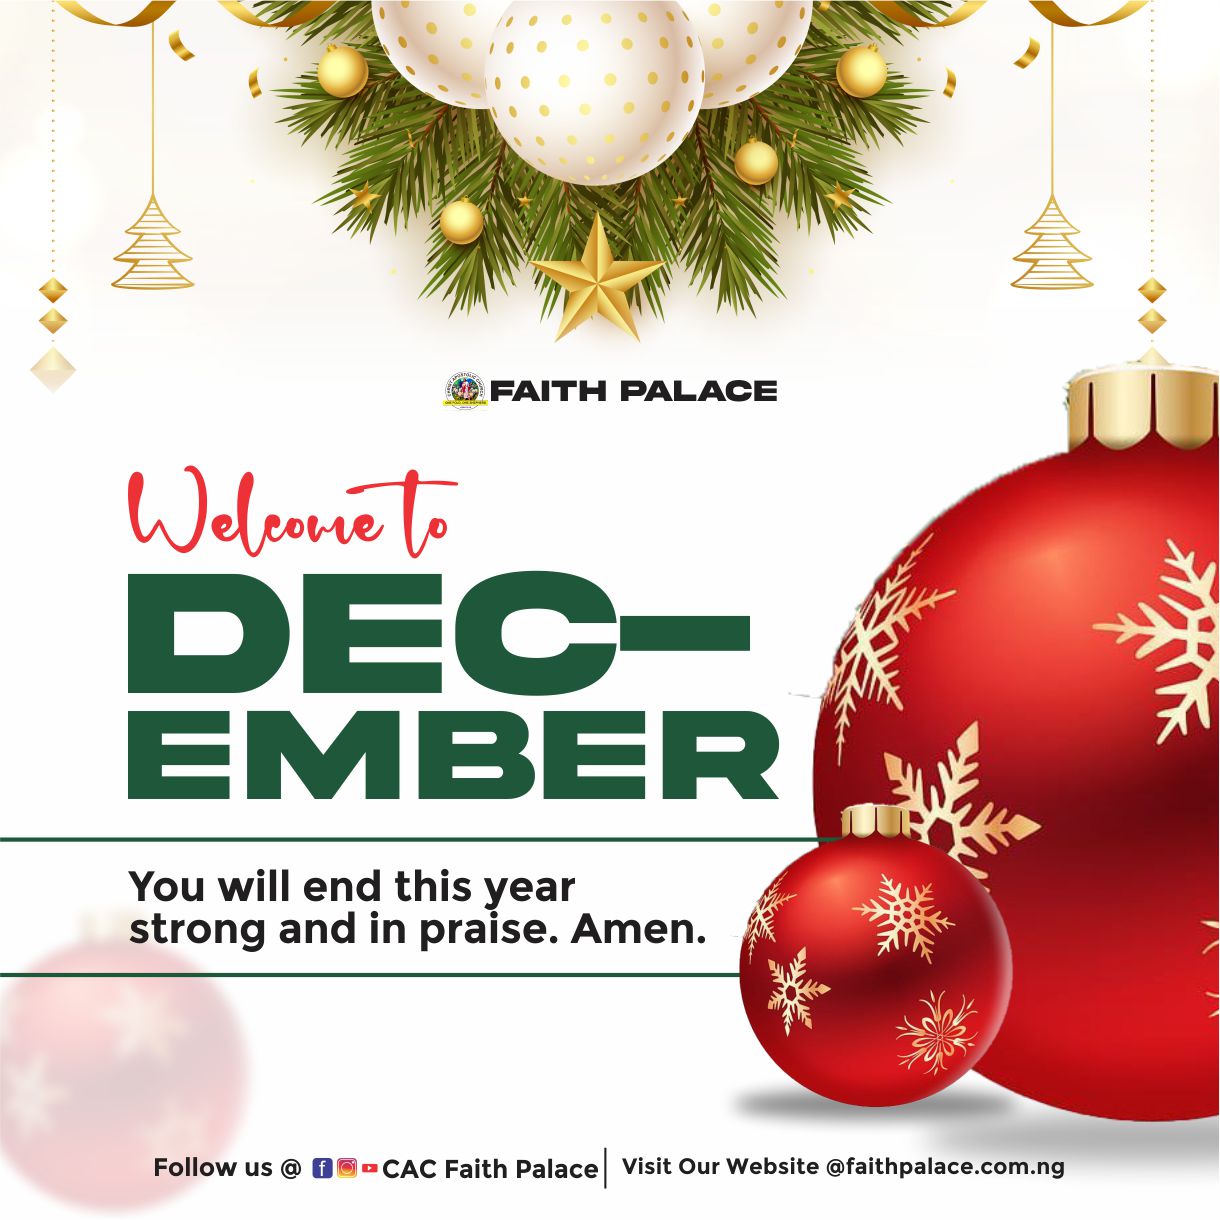 FAITH PALACE
Welcome to
DEC-
EMBER
You will end this year
strong and in praise. Amen.
Follow us @ CAC Faith Palace | Visit Our Website @faithpalace.com.ng